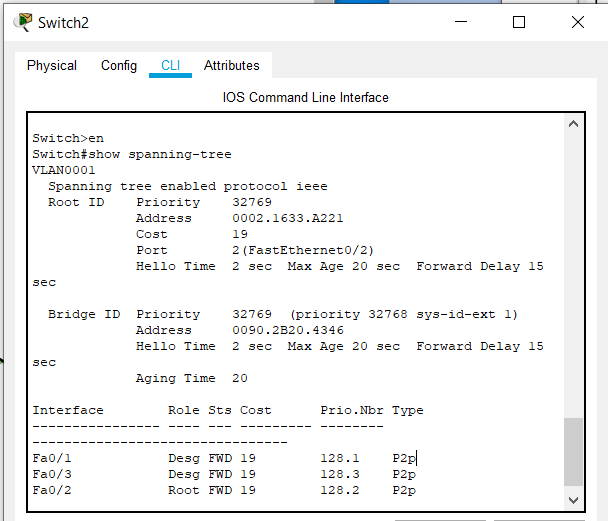 Switch2
Physical Config CLI Attributes
IOS Command Line Interface
Switch>en
Switch#show spanning-tree
VLAN0001
  Spanning tree enabled protocol ieee
  Root ID    Priority    32769
             Address     0002.1633.A221
             Cost        19
             Port        2(FastEthernet0/2)
             Hello Time  2 sec  Max Age 20 sec  Forward Delay 15
sec
  Bridge ID  Priority    32769  (priority 32768 sys-id-ext 1)
             Address     0090.2B20.4346
             Hello Time  2 sec  Max Age 20 sec  Forward Delay 15
sec
             Aging Time  20
Interface        Role Sts Cost      Prio.Nbr Type
---------------- ---- --- --------- --------
--------------------------------
Fa0/1            Desg FWD 19        128.1    P2p
Fa0/3            Desg FWD 19        128.3    P2p
Fa0/2            Root FWD 19        128.2    P2p